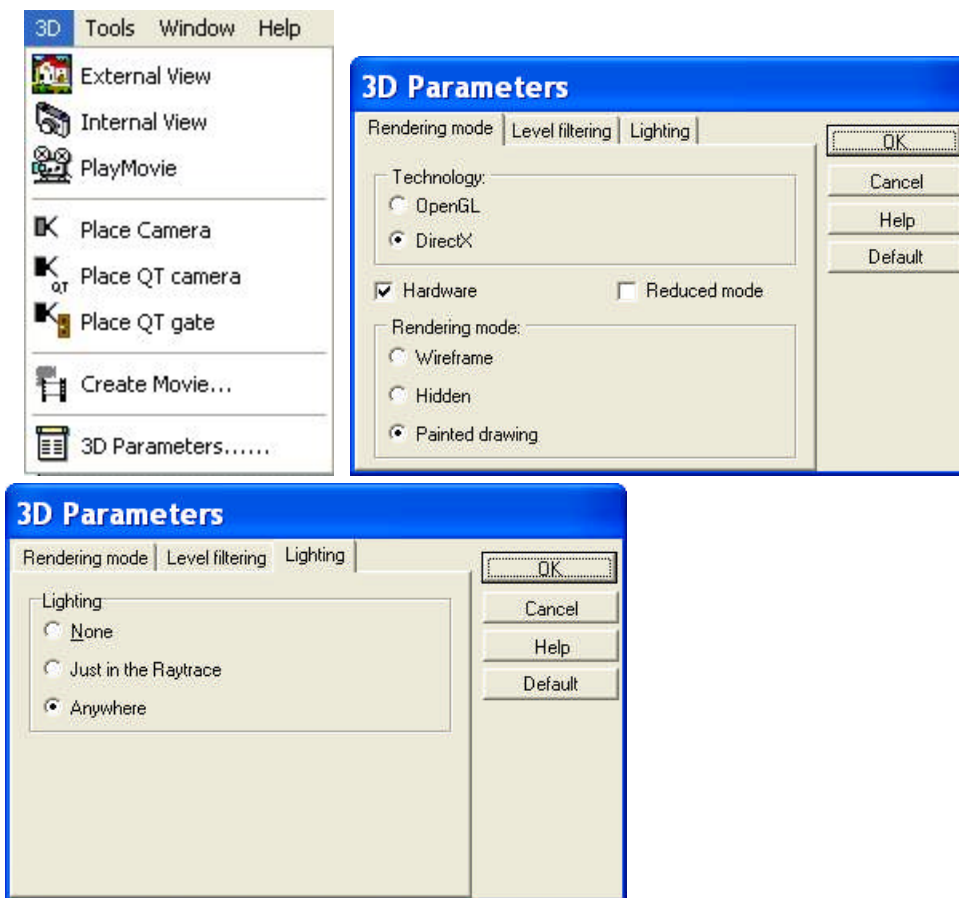 3D Tools Window Help
External View
Internal View
PlayMovie
Place Camera
QT Place QT camera
Place QT gate
Create Movie...
3D Parameters......
3D Parameters
Rendering mode Level filtering Lighting
Technology:
OpenGL
DirectX
Hardware Reduced mode
Rendering mode:
Wireframe
Hidden
Painted drawing
OK
Cancel
Help
Default
3D Parameters
Rendering mode Level filtering Lighting
Lighting
None
Just in the Raytrace
Anywhere
OK
Cancel
Help
Default